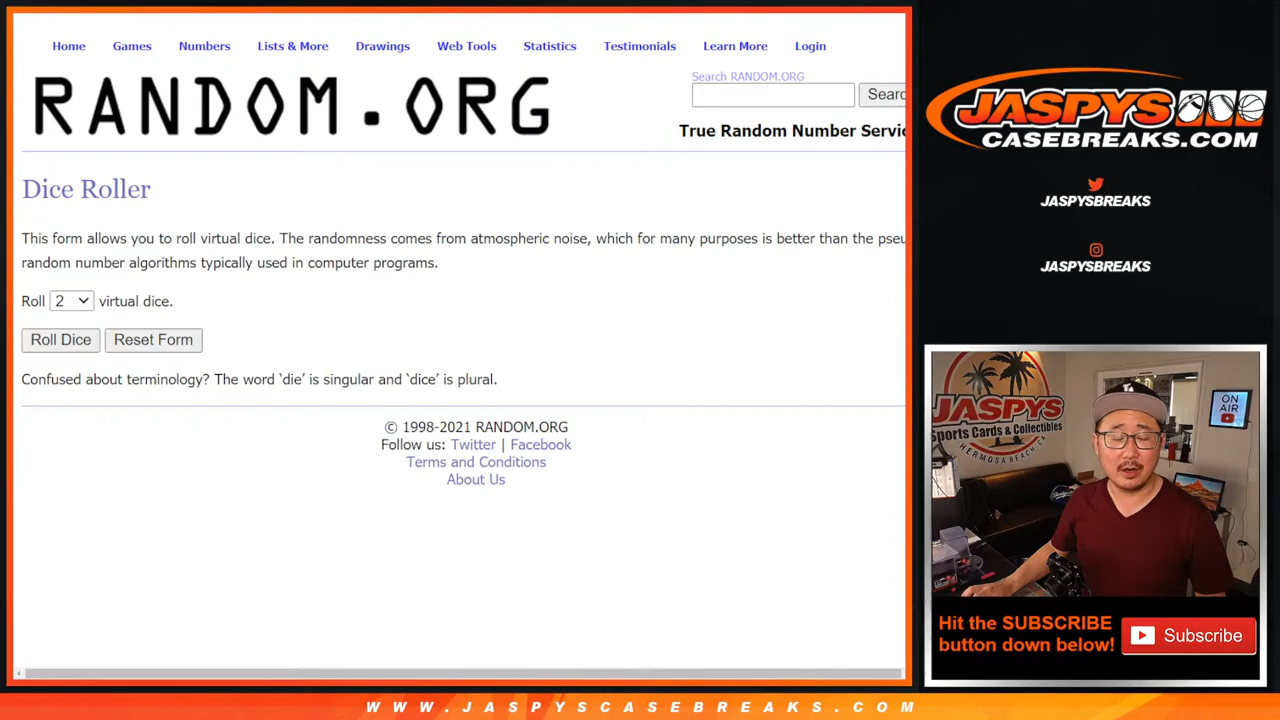 Home Games Numbers Lists & More Drawings Web Tools Statistics Testimonials Learn More Login
RANDOM.ORG
Search RANDOM.ORG
Searc
True Random Number Servic
Dice Roller
This form allows you to roll virtual dice. The randomness comes from atmospheric noise, which for many purposes is better than the pseu
random number algorithms typically used in computer programs.
Roll 2 virtual dice.
Roll Dice Reset Form
Confused about terminology? The word ‘die’ is singular and ‘dice’ is plural.
© 1998-2021 RANDOM.ORG
Follow us: Twitter | Facebook
Terms and Conditions
About Us
JASPYS
CASEBREAKS.COM
JASPYSBREAKS
JASPYSBREAKS
JASPYS
Sports Cards & Collectibles
HERMOSA BEACH, CA
ON
AIR
LA
Hit the SUBSCRIBE
button down below!
Subscribe
WWW.JASPYSCASEBREAKS.COM